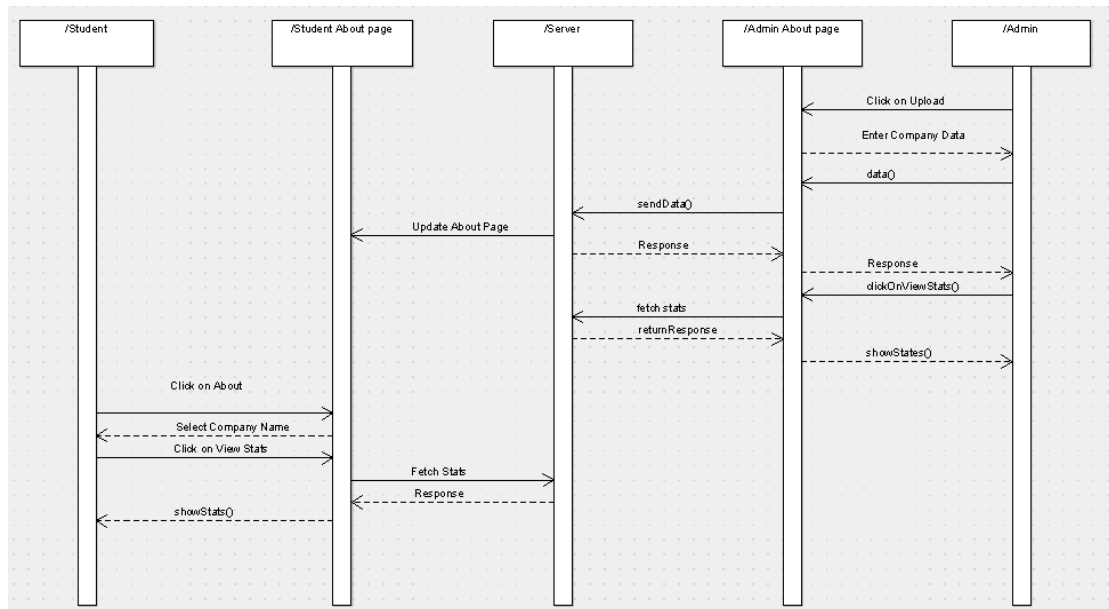 /Student
/Student About page
/Server
/Admin About page
/Admin
Click on Upload
Enter Company Data
data()
sendData()
Update About Page
Response
Response
clickOnViewStats()
fetch stats
returnResponse
showStates()
Click on About
Select Company Name
Click on View Stats
Fetch Stats
Response
showStats()